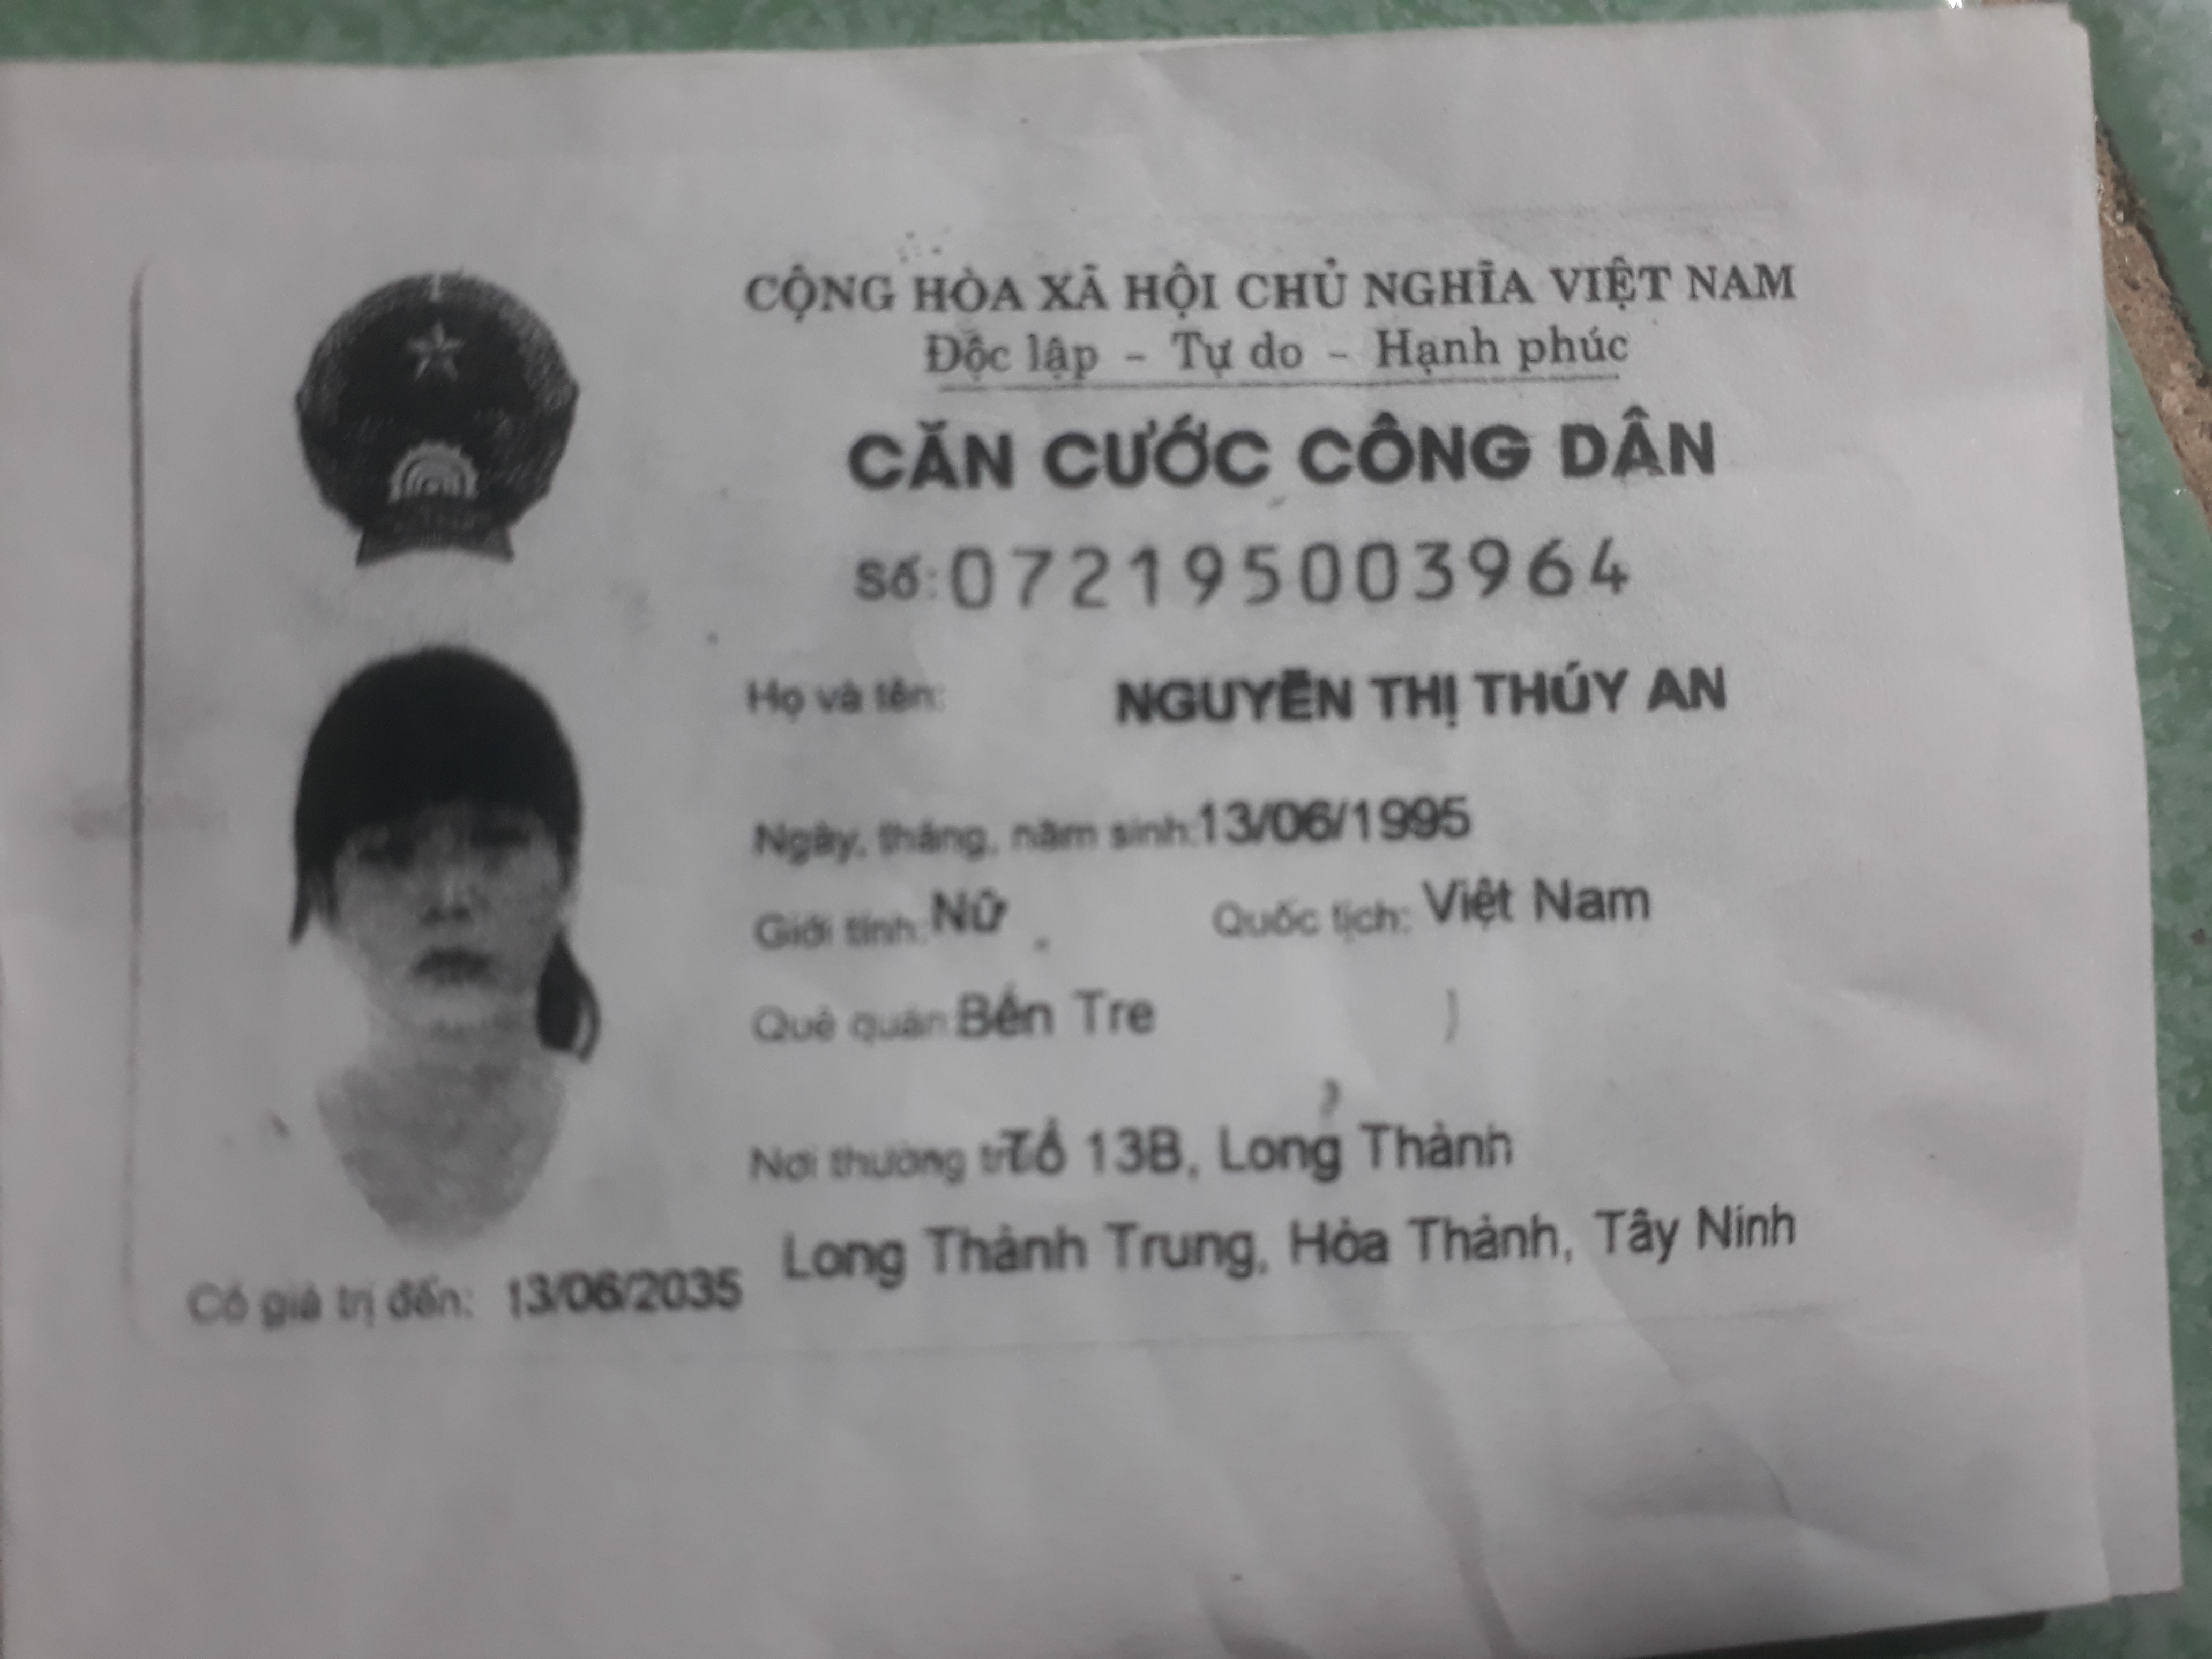 CỘNG HÒA XÃ HỘI CHỦ NGHĨA VIỆT NAM
Độc lập - Tự do - Hạnh phúc
CĂN CƯỚC CÔNG DÂN
Số: 072195003964
Họ và tên: NGUYỄN THỊ THÚY AN
Ngày, tháng, năm sinh: 13/06/1995
Giới tính: Nữ Quốc tịch: Việt Nam
Quê quán: Bến Tre
Nơi thường trú: Tổ 13B, Long Thành
Long Thành Trung, Hòa Thành, Tây Ninh
Có giá trị đến: 13/06/2035